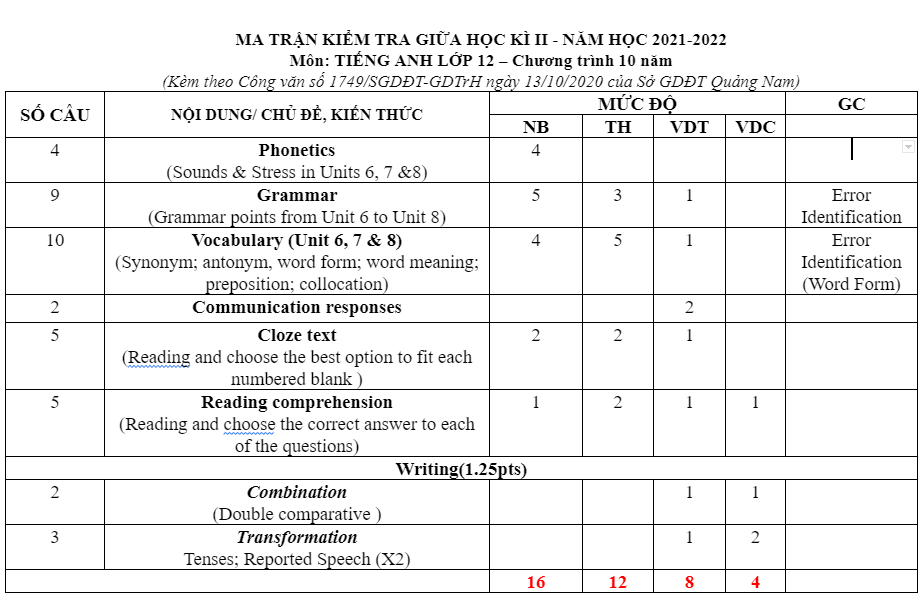 MA TRẬN KIỂM TRA GIỮA HỌC KÌ II - NĂM HỌC 2021-2022
Môn: TIẾNG ANH LỚP 12 – Chương trình 10 năm
(Kèm theo Công văn số 1749/SGDĐT-GDTrH ngày 13/10/2020 của Sở GDĐT Quảng Nam)
SỐ CÂU NỘI DUNG/ CHỦ ĐỀ, KIẾN THỨC MỨC ĐỘ GC
NB TH VDT VDC
4 Phonetics 4
(Sounds & Stress in Units 6, 7 &8)
9 Grammar 5 3 1 Error
(Grammar points from Unit 6 to Unit 8) Identification
10 Vocabulary (Unit 6, 7 & 8) 4 5 1 Error
(Synonym; antonym, word form; word meaning; Identification
preposition; collocation) (Word Form)
2 Communication responses 2
5 Cloze text 2 2 1
(Reading and choose the best option to fit each
numbered blank )
5 Reading comprehension 1 2 1 1
(Reading and choose the correct answer to each
of the questions)
Writing(1.25pts)
2 Combination 1 1
(Double comparative )
3 Transformation 1 2
Tenses; Reported Speech (X2)
16 12 8 4